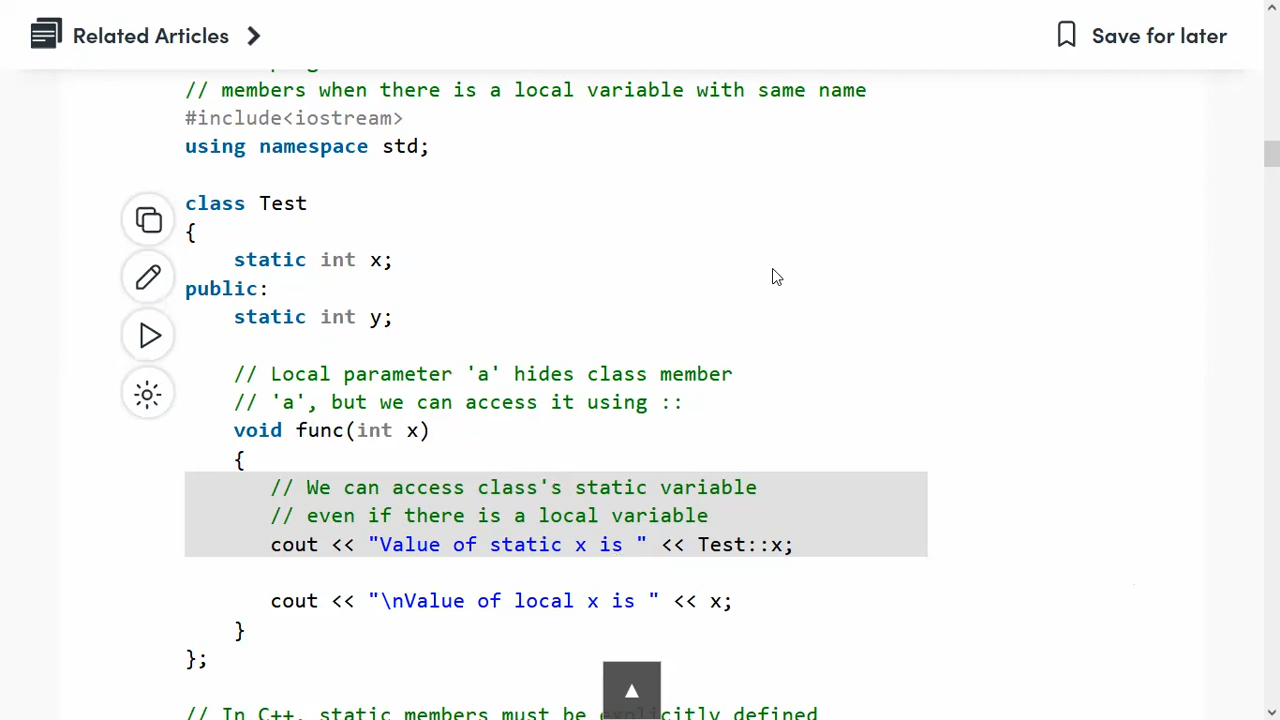 Related Articles
Save for later
// members when there is a local variable with same name
#include<iostream>
using namespace std;
class Test
{
static int x;
public:
static int y;
// Local parameter 'a' hides class member
// 'a', but we can access it using ::
void func(int x)
{
// We can access class's static variable
// even if there is a local variable
cout << "Value of static x is " << Test::x;
cout << "\nValue of local x is " << x;
}
};
// In C++, static members must be explicitly defined